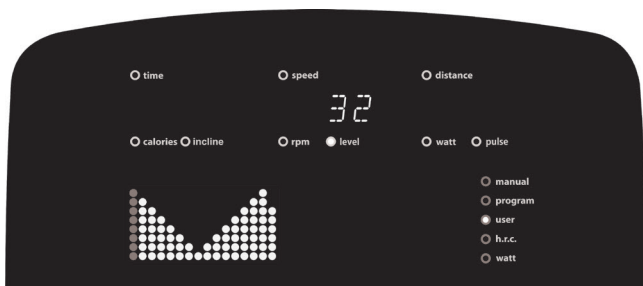 time speed distance
32
calories incline rpm level watt pulse
manual
program
user
h.r.c.
watt